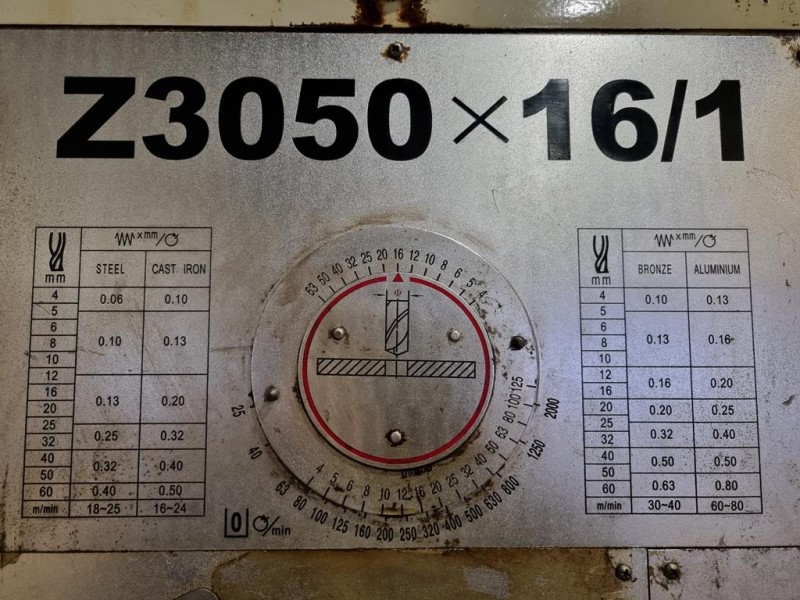 Z3050×16/1
mm
×mm/
STEEL CAST IRON
4 0.06 0.10
5
6
8 0.10 0.13
10
12
16
20 0.13 0.20
25
32 0.25 0.32
40
50 0.32 0.40
60 0.40 0.50
m/min 18~25 16~24
63 50 40 32 25 20 16 12 10 8 6 5 4
Φ
4 5 6 8 10 12 16 20 25 32 40 50 63 80 100 125
25 40 63 80 100 125 160 200 250 320 400 500 630 800 1250 2000
0 /min
mm
×mm/
BRONZE ALUMINIUM
4 0.10 0.13
5
6
8 0.13 0.16
10
12
16 0.16 0.20
20 0.20 0.25
25
32 0.32 0.40
40
50 0.50 0.50
60 0.63 0.80
m/min 30~40 60~80